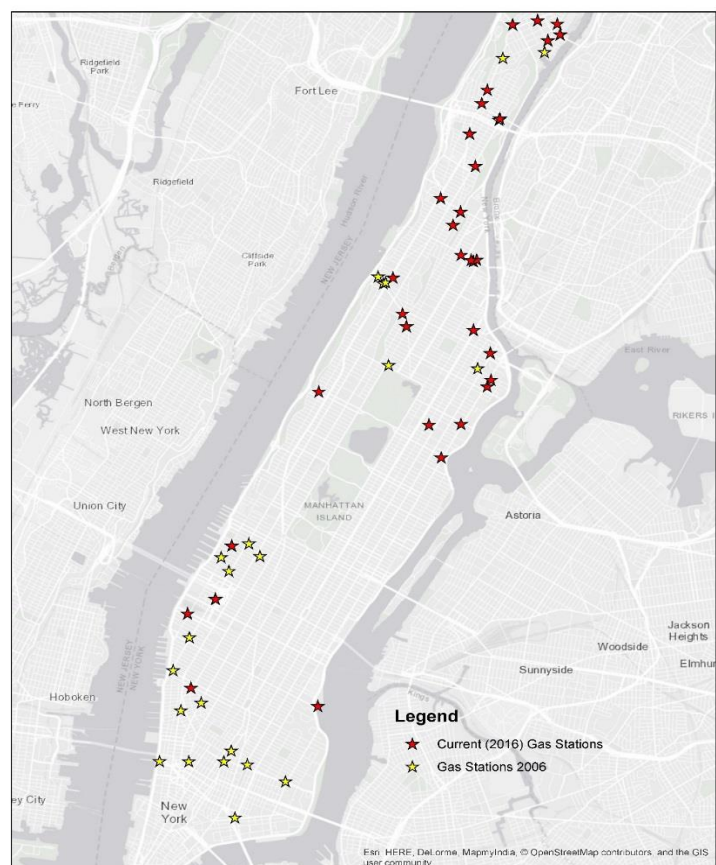 Ridgefield
Park
Fort Lee
e Ferry
Ridgefield
Hudson River
NEW JERSEY
Cliffside
Park
East River
RIKERS I
North Bergen
West New York
Union City
MANHATTAN
ISLAND
Astoria
Jackson
Heights
Woodside
Elmhur
Sunnyside
NEW JERSEY
NEW YORK
Hoboken
Legend
Current (2016) Gas Stations
Gas Stations 2006
ey City
New
York
Esri, HERE, DeLorme, MapmyIndia, © OpenStreetMap contributors, and the GIS
user community